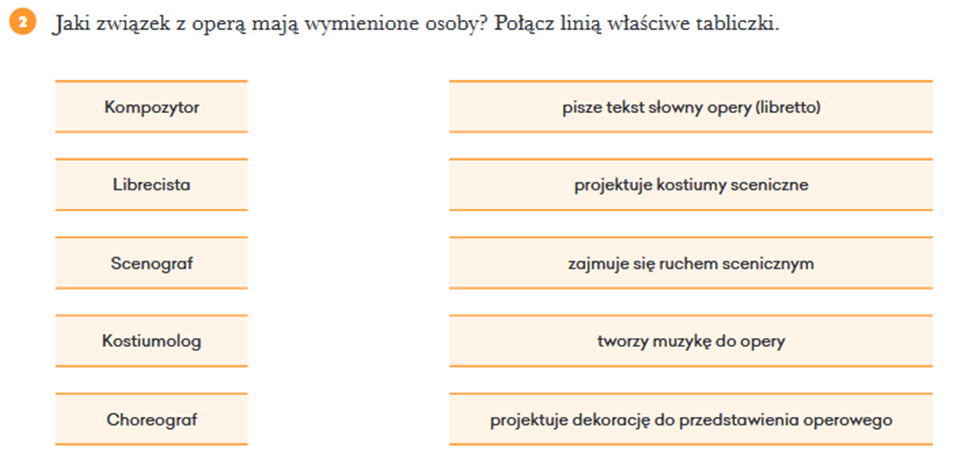 2 Jaki związek z operą mają wymienione osoby? Połącz linią właściwe tabliczki.
Kompozytor
pisze tekst słowny opery (libretto)
Librecista
projektuje kostiumy sceniczne
Scenograf
zajmuje się ruchem scenicznym
Kostiumolog
tworzy muzykę do opery
Choreograf
projektuje dekorację do przedstawienia operowego